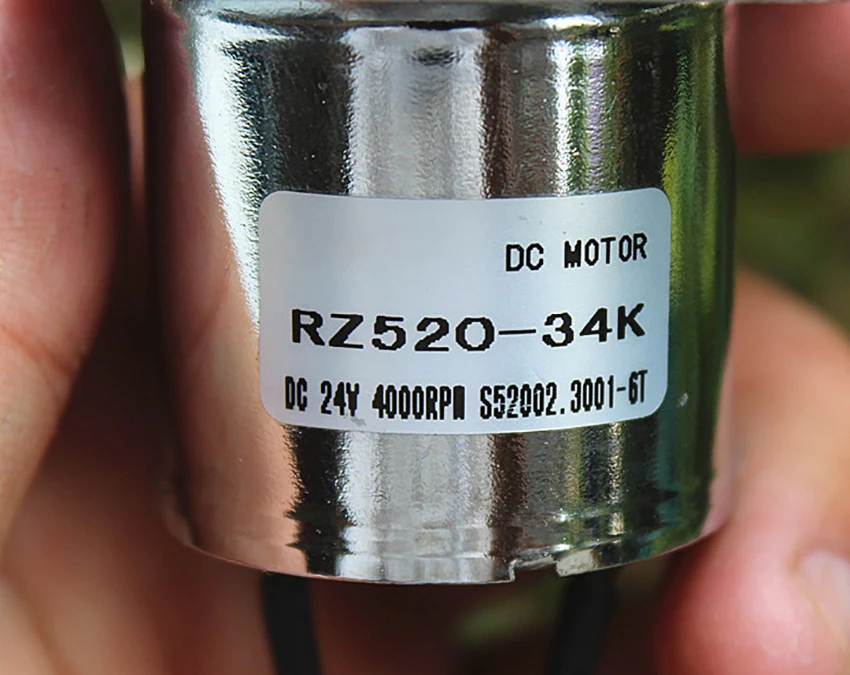 DC MOTOR
RZ520-34K
DC 24V 4000RPM S52002.3001-6T